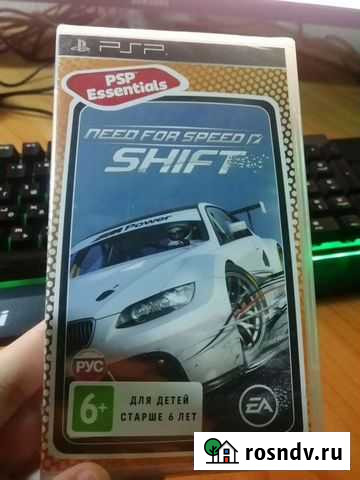 PSP
PSP
Essentials
NEED FOR SPEED
SHIFT
M Power
РУС
6+
ДЛЯ ДЕТЕЙ
СТАРШЕ 6 ЛЕТ
EA
rosndv.ru